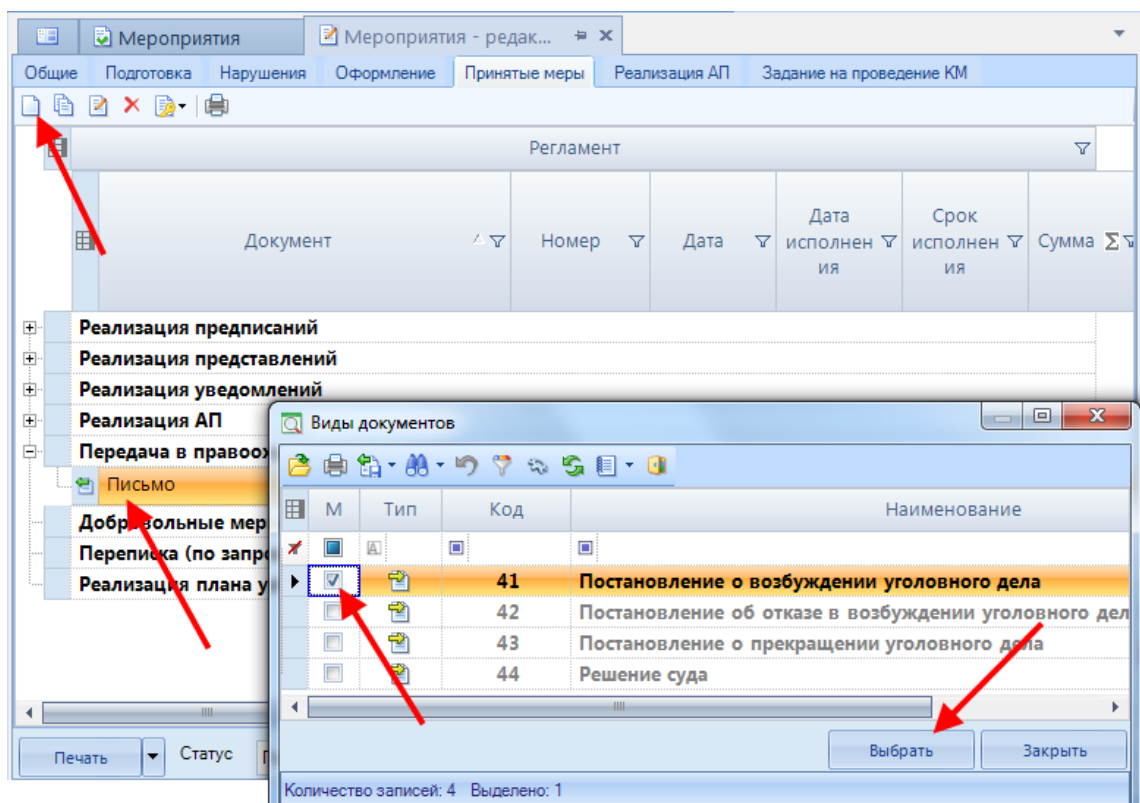 Мероприятия
Мероприятия - редак...
Общие Подготовка Нарушения Оформление Принятые меры Реализация АП Задание на проведение КМ
Регламент
Документ Номер Дата Дата исполнен ия Срок исполнен ия Сумма
Реализация предписаний
Реализация представлений
Реализация уведомлений
Реализация АП
Передача в правоох
Письмо
Добровольные мер
Переписка (по запро
Реализация плана у
Печать Статус
Виды документов
М Тип Код Наименование
41 Постановление о возбуждении уголовного дела
42 Постановление об отказе в возбуждении уголовного дел
43 Постановление о прекращении уголовного дела
44 Решение суда
Выбрать Закрыть
Количество записей: 4 Выделено: 1